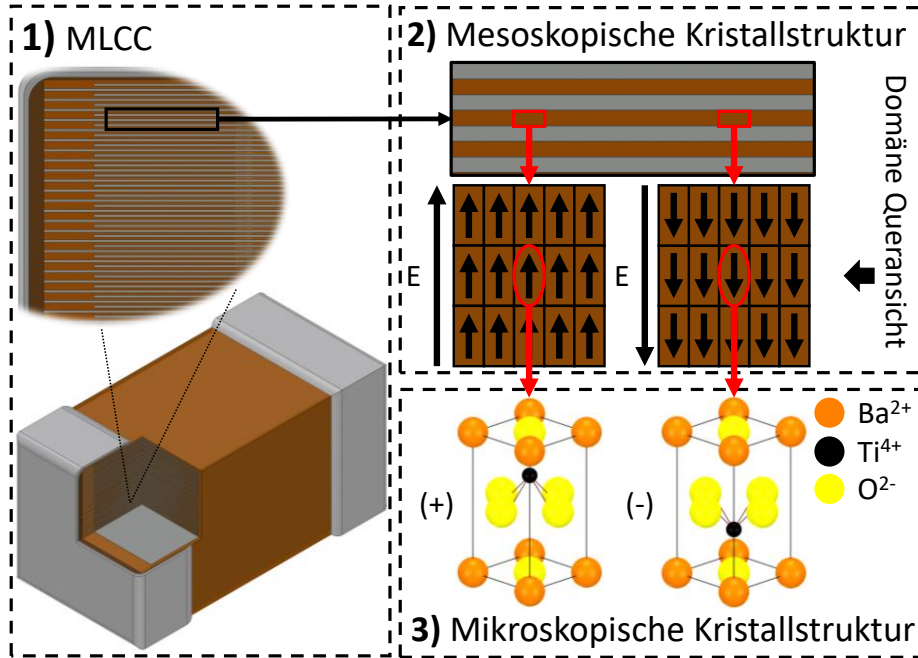 1) MLCC
2) Mesoskopische Kristallstruktur
Domäne Queransicht
E
E
(+)
(-)
Ba²⁺
Ti⁴⁺
O²⁻
3) Mikroskopische Kristallstruktur